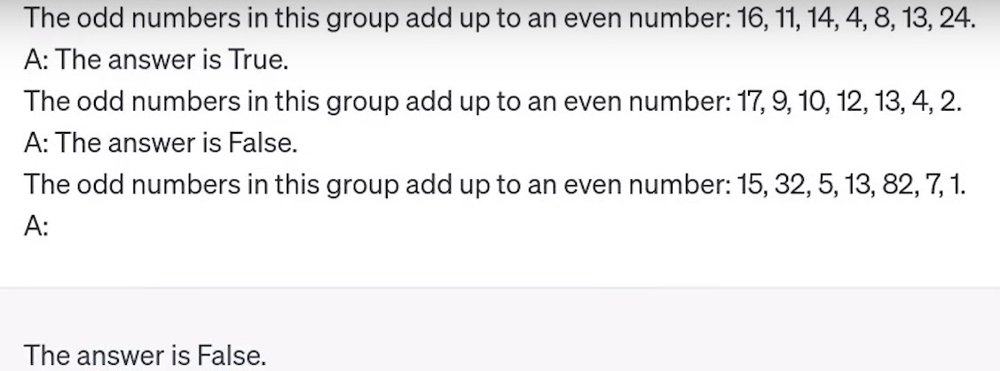 The odd numbers in this group add up to an even number: 16, 11, 14, 4, 8, 13, 24.
A: The answer is True.
The odd numbers in this group add up to an even number: 17, 9, 10, 12, 13, 4, 2.
A: The answer is False.
The odd numbers in this group add up to an even number: 15, 32, 5, 13, 82, 7, 1.
A:
The answer is False.